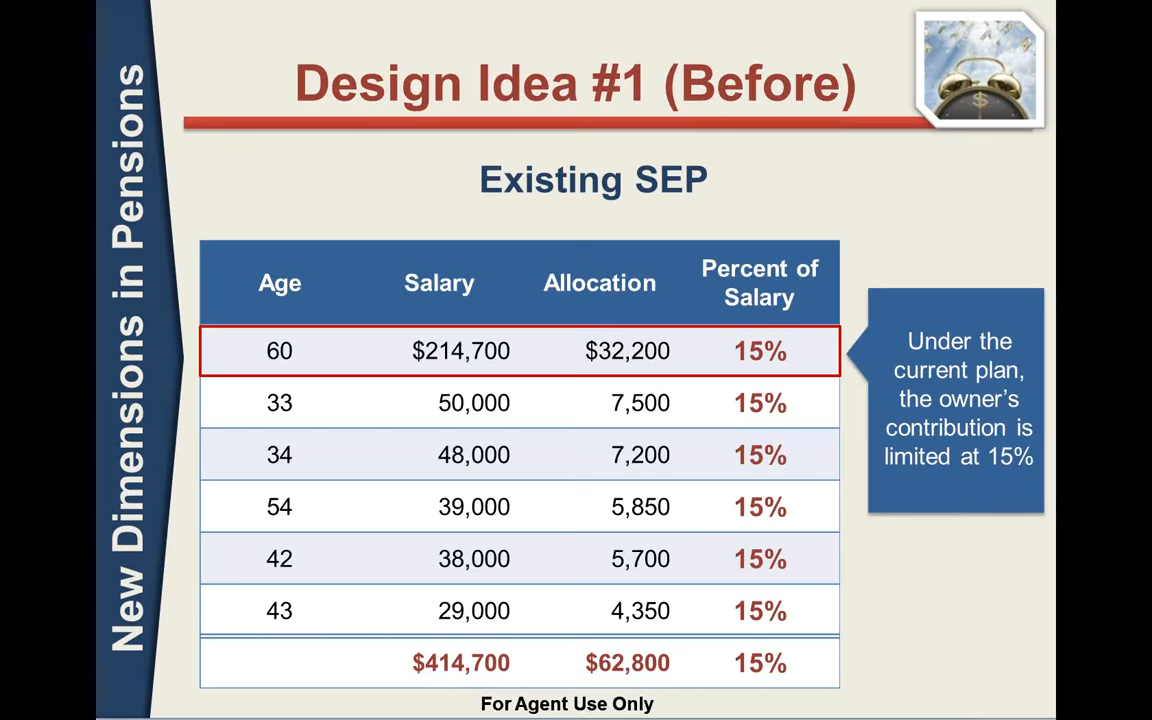 New Dimensions in Pensions
Design Idea #1 (Before)
Existing SEP
Age Salary Allocation Percent of Salary
60 $214,700 $32,200 15%
33 50,000 7,500 15%
34 48,000 7,200 15%
54 39,000 5,850 15%
42 38,000 5,700 15%
43 29,000 4,350 15%
$414,700 $62,800 15%
Under the
current plan,
the owner’s
contribution is
limited at 15%
For Agent Use Only